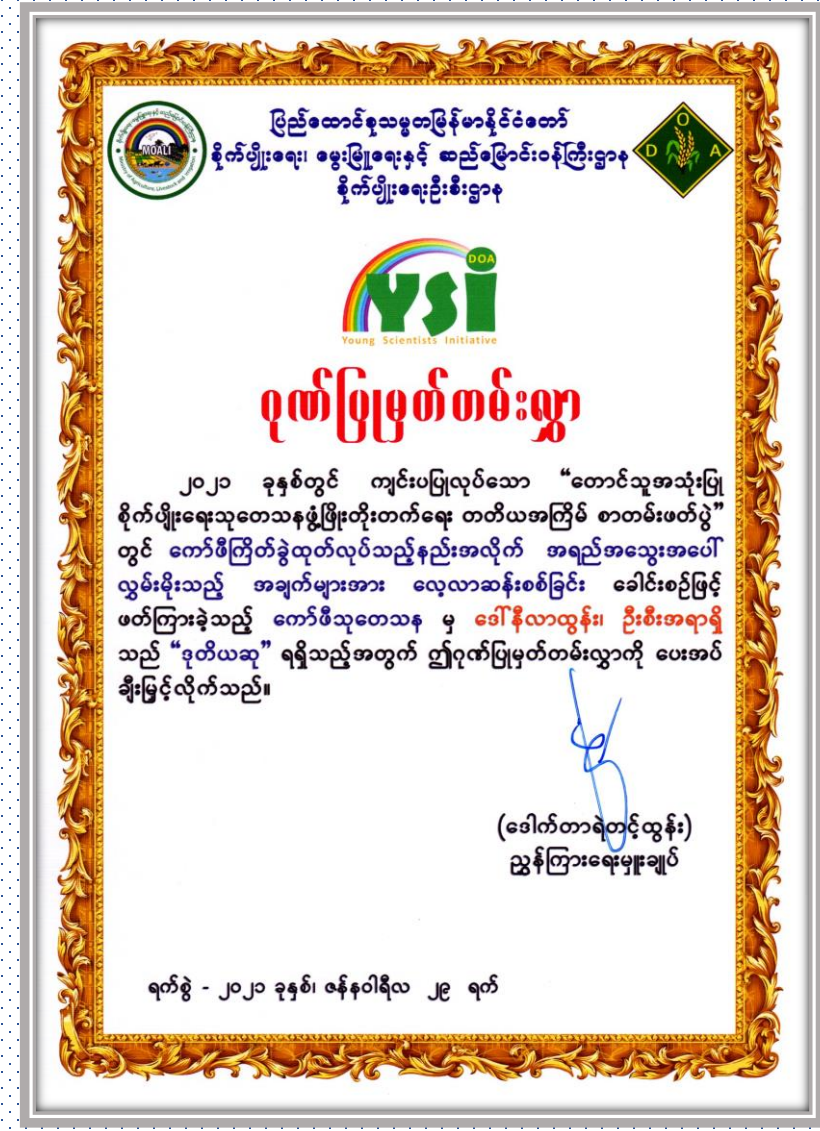 ပြည်ထောင်စုသမ္မတမြန်မာနိုင်ငံတော်
MOALI
စိုက်ပျိုးရေး၊ မွေးမြူရေးနှင့် ဆည်မြောင်းဝန်ကြီးဌာန
D O A
စိုက်ပျိုးရေးဦးစီးဌာန
DOA
YSi
Young Scientists Initiative
ဂုဏ်ပြုမှတ်တမ်းလွှာ
၂၀၂၁ ခုနှစ်တွင် ကျင်းပပြုလုပ်သော “တောင်သူအသုံးပြု
စိုက်ပျိုးရေးသုတေသနဖွံ့ဖြိုးတိုးတက်ရေး တတိယအကြိမ် စာတမ်းဖတ်ပွဲ”
တွင် ကော်ဖီကြိတ်ခွဲထုတ်လုပ်သည့်နည်းအလိုက် အရည်အသွေးအပေါ်
လွှမ်းမိုးသည့် အချက်များအား လေ့လာဆန်းစစ်ခြင်း ခေါင်းစဉ်ဖြင့်
ဖတ်ကြားခဲ့သည့် ကော်ဖီသုတေသန မှ ဒေါ်နီလာထွန်း၊ ဦးစီးအရာရှိ
သည် “ဒုတိယဆု” ရရှိသည့်အတွက် ဤဂုဏ်ပြုမှတ်တမ်းလွှာကို ပေးအပ်
ချီးမြှင့်လိုက်သည်။
(ဒေါက်တာရဲတင့်ထွန်း)
ညွှန်ကြားရေးမှူးချုပ်
ရက်စွဲ - ၂၀၂၁ ခုနှစ်၊ ဇန်နဝါရီလ ၂၉ ရက်